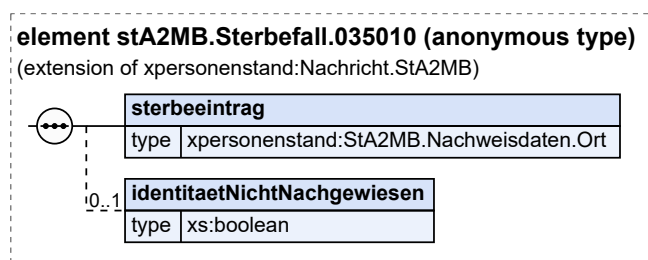 element stA2MB.Sterbefall.035010 (anonymous type)
(extension of xpersonenstand:Nachricht.StA2MB)
sterbeeintrag
type xpersonenstand:StA2MB.Nachweisdaten.Ort
0..1 identitaetNichtNachgewiesen
type xs:boolean